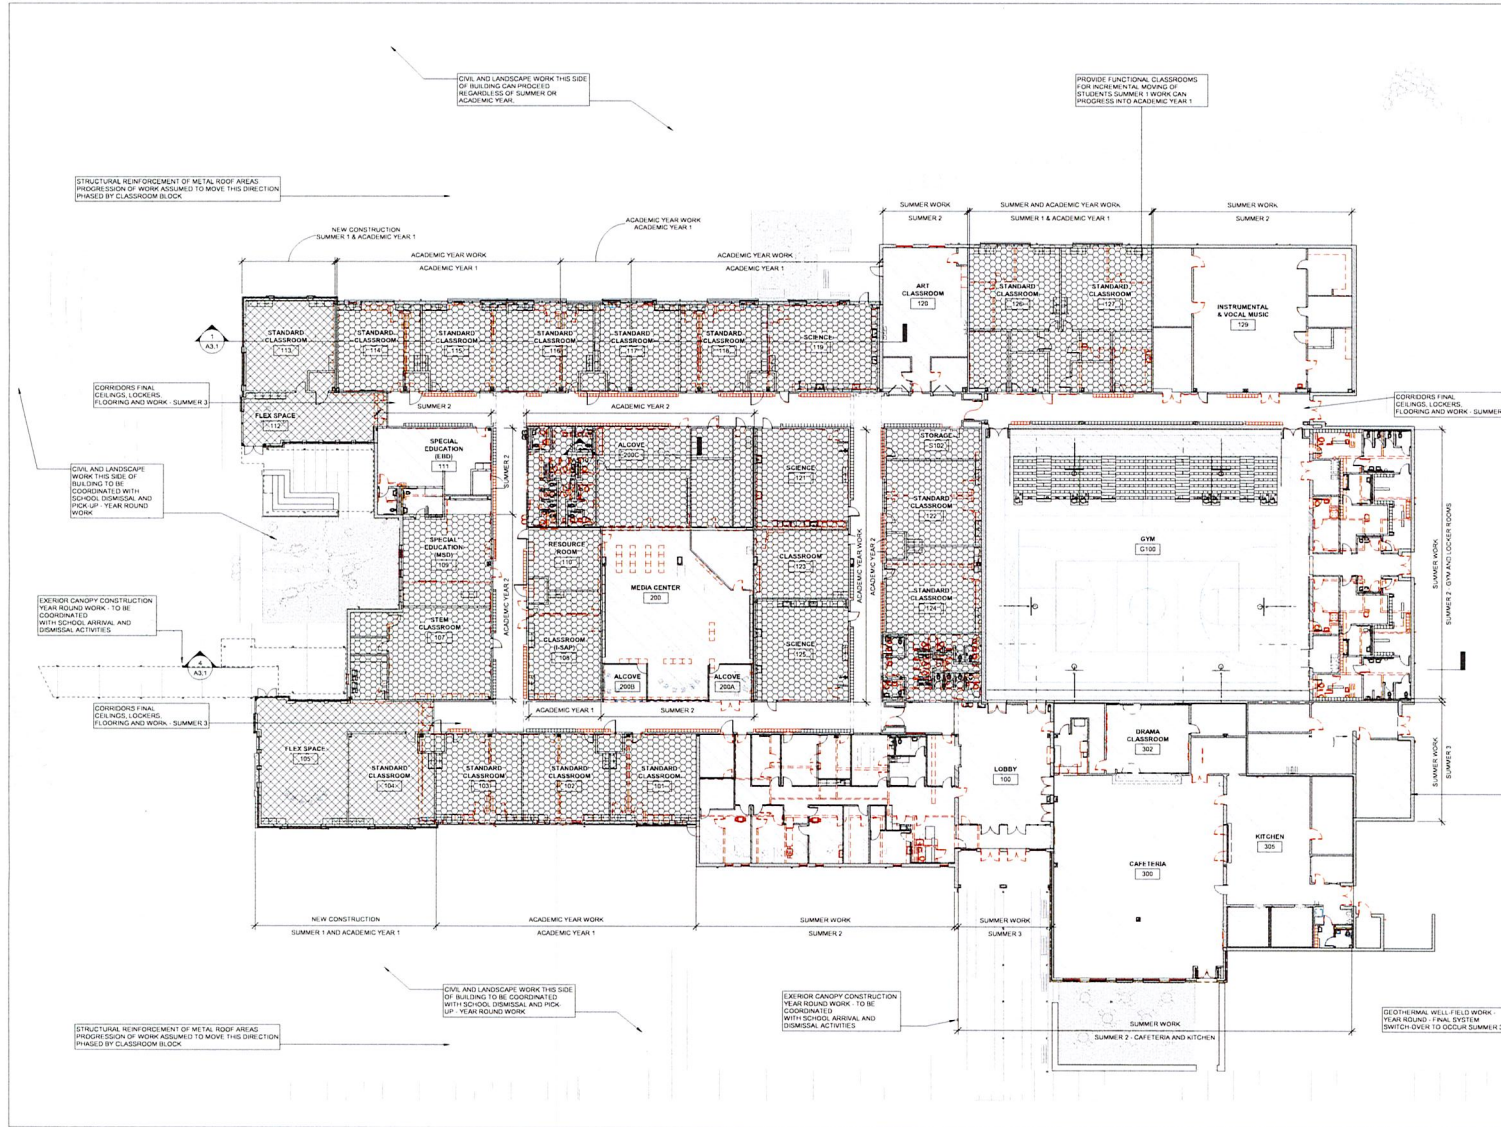 CIVIL AND LANDSCAPE WORK THIS SIDE
OF BUILDING CAN PROCEED
REGARDLESS OF SUMMER OR
ACADEMIC YEAR.
PROVIDE FUNCTIONAL CLASSROOMS
FOR INCREMENTAL MOVING OF
STUDENTS SUMMER 1 WORK CAN
PROGRESS INTO ACADEMIC YEAR 1
STRUCTURAL REINFORCEMENT OF METAL ROOF AREAS
PROGRESSION OF WORK ASSUMED TO MOVE THIS DIRECTION
PHASED BY CLASSROOM BLOCK
SUMMER WORK
SUMMER 2
SUMMER AND ACADEMIC YEAR WORK
SUMMER 1 & ACADEMIC YEAR 1
SUMMER WORK
SUMMER 2
NEW CONSTRUCTION
SUMMER 1 & ACADEMIC YEAR 1
ACADEMIC YEAR WORK
ACADEMIC YEAR 1
ACADEMIC YEAR WORK
ACADEMIC YEAR 1
ACADEMIC YEAR WORK
ACADEMIC YEAR 1
ART
CLASSROOM
120
STANDARD
CLASSROOM
126
STANDARD
CLASSROOM
127
INSTRUMENTAL
& VOCAL MUSIC
129
1
A3.1
STANDARD
CLASSROOM
113
STANDARD
CLASSROOM
114
STANDARD
CLASSROOM
115
STANDARD
CLASSROOM
116
STANDARD
CLASSROOM
117
STANDARD
CLASSROOM
118
SCIENCE
119
CORRIDORS FINAL
CEILINGS, LOCKERS,
FLOORING AND WORK - SUMMER 3
CORRIDORS FINAL
CEILINGS, LOCKERS,
FLOORING AND WORK - SUMMER
FLEX SPACE
112
SUMMER 2
ACADEMIC YEAR 2
SPECIAL
EDUCATION
(EBD)
111
SUMMER 2
ALCOVE
200C
SCIENCE
121
STORAGE
S102
STANDARD
CLASSROOM
122
CIVIL AND LANDSCAPE
WORK THIS SIDE OF
BUILDING TO BE
COORDINATED WITH
SCHOOL DISMISSAL AND
PICK-UP - YEAR ROUND
WORK
SPECIAL
EDUCATION
(MSD)
109
RESOURCE
ROOM
110
CLASSROOM
123
ACADEMIC YEAR WORK
ACADEMIC YEAR 2
GYM
G100
SUMMER WORK
SUMMER 2 - GYM AND LOCKER ROOMS
ACADEMIC YEAR 2
MEDIA CENTER
200
STANDARD
CLASSROOM
124
EXERIOR CANOPY CONSTRUCTION
YEAR ROUND WORK - TO BE
COORDINATED
WITH SCHOOL ARRIVAL AND
DISMISSAL ACTIVITIES
STEM
CLASSROOM
107
CLASSROOM
(I-SAP)
108
SCIENCE
125
4
A3.1
ALCOVE
200B
ALCOVE
200A
CORRIDORS FINAL
CEILINGS, LOCKERS,
FLOORING AND WORK - SUMMER 3
ACADEMIC YEAR 1
SUMMER 2
FLEX SPACE
105
STANDARD
CLASSROOM
104
STANDARD
CLASSROOM
103
STANDARD
CLASSROOM
102
STANDARD
CLASSROOM
101
LOBBY
100
DRAMA
CLASSROOM
302
SUMMER WORK
SUMMER 3
REF.
CAFETERIA
300
KITCHEN
305
NEW CONSTRUCTION
SUMMER 1 AND ACADEMIC YEAR 1
ACADEMIC YEAR WORK
ACADEMIC YEAR 1
SUMMER WORK
SUMMER 2
SUMMER WORK
SUMMER 3
CIVIL AND LANDSCAPE WORK THIS SIDE
OF BUILDING TO BE COORDINATED
WITH SCHOOL DISMISSAL AND PICK-
UP - YEAR ROUND WORK
EXERIOR CANOPY CONSTRUCTION
YEAR ROUND WORK - TO BE
COORDINATED
WITH SCHOOL ARRIVAL AND
DISMISSAL ACTIVITIES
SUMMER WORK
SUMMER 2 - CAFETERIA AND KITCHEN
GEOTHERMAL WELL-FIELD WORK -
YEAR ROUND - FINAL SYSTEM
SWITCH-OVER TO OCCUR SUMMER 3
STRUCTURAL REINFORCEMENT OF METAL ROOF AREAS
PROGRESSION OF WORK ASSUMED TO MOVE THIS DIRECTION
PHASED BY CLASSROOM BLOCK